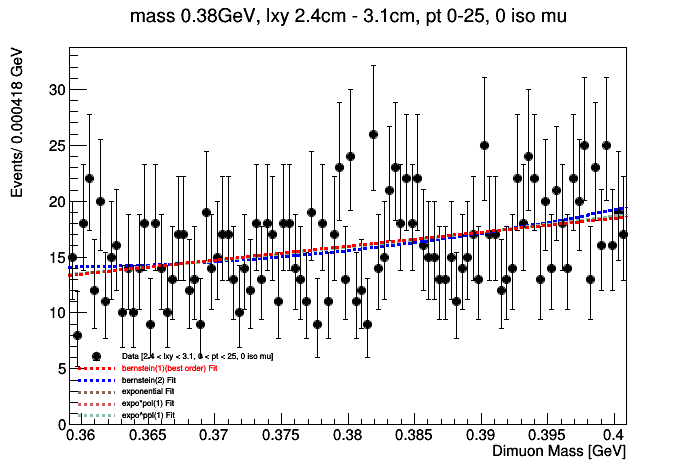 mass 0.38GeV, lxy 2.4cm - 3.1cm, pt 0-25, 0 iso mu
Events/ 0.000418 GeV
30
25
20
15
10
5
0
Data [2.4 < lxy < 3.1, 0 < pt < 25, 0 iso mu]
bernstein(1)(best order) Fit
bernstein(2) Fit
exponential Fit
expo*pol(1) Fit
expo*ppl(1) Fit
0.36 0.365 0.37 0.375 0.38 0.385 0.39 0.395 0.4
Dimuon Mass [GeV]